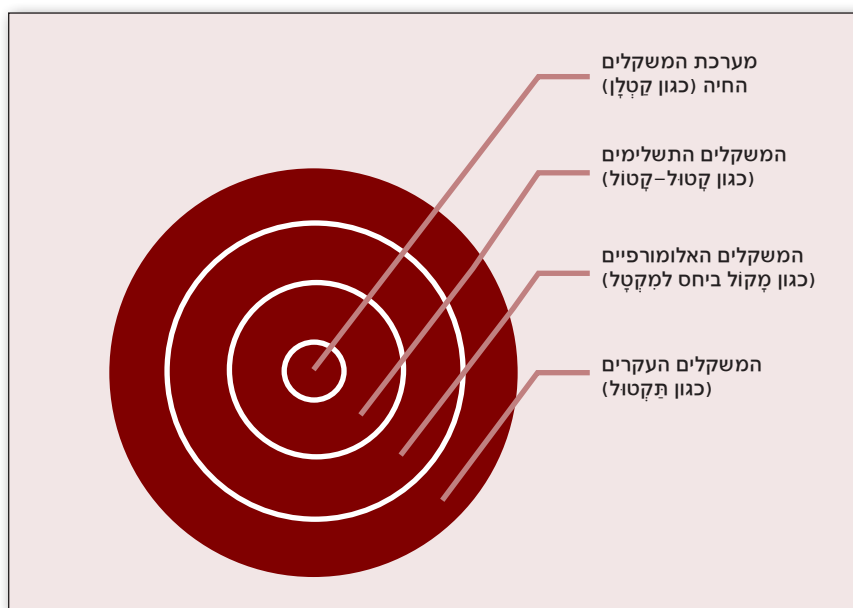 מערכת המשקלים
החיה (כגון קַטְלָן)
המשקלים התשלימים
(כגון קָטוּל–קָטוֹל)
המשקלים האלומורפיים
(כגון מָקוֹל ביחס למִקְטָל)
המשקלים העקרים
(כגון תַּקְטוּל)